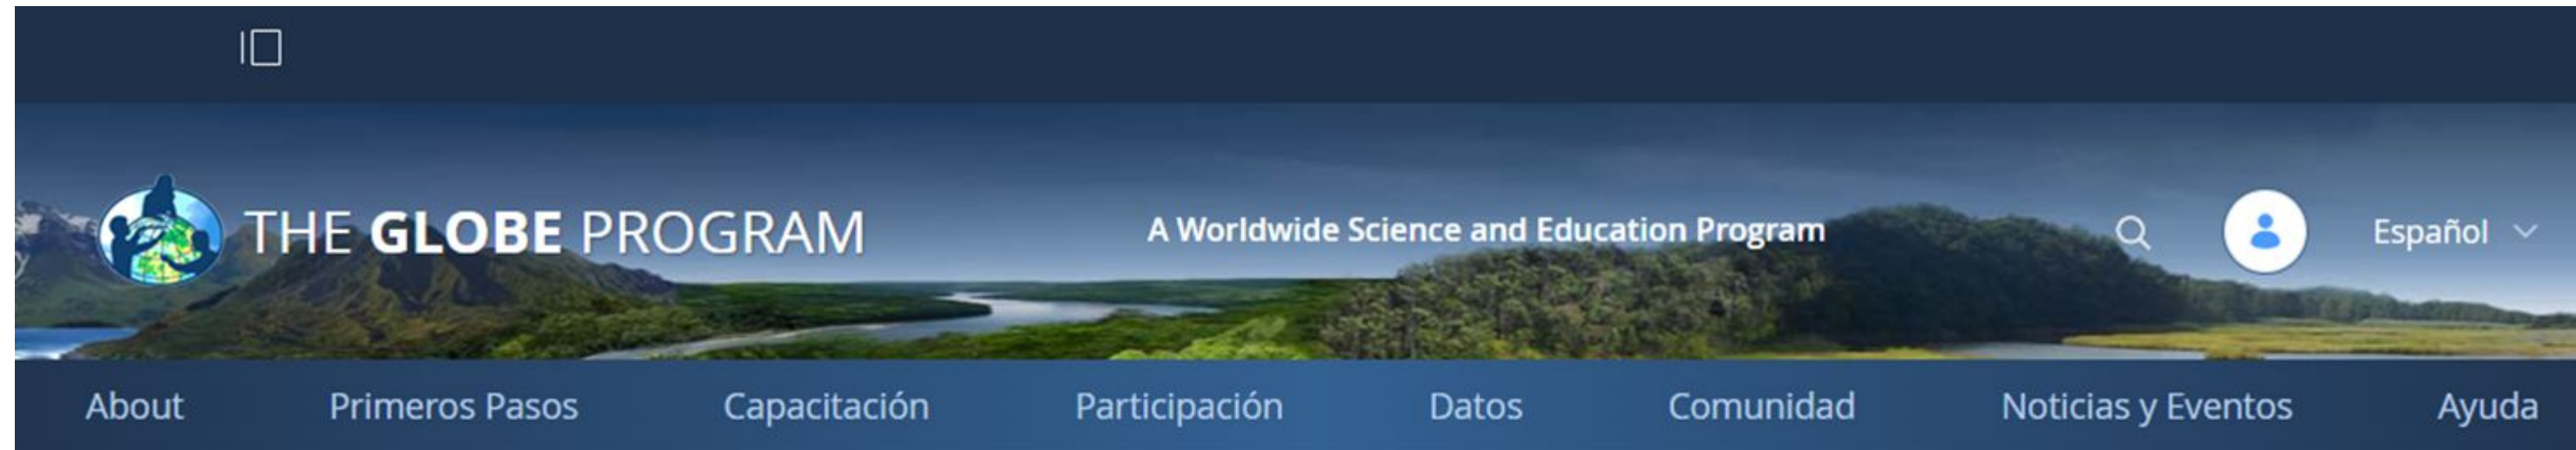 THE GLOBE PROGRAM
A Worldwide Science and Education Program
Español
About
Primeros Pasos
Capacitación
Participación
Datos
Comunidad
Noticias y Eventos
Ayuda